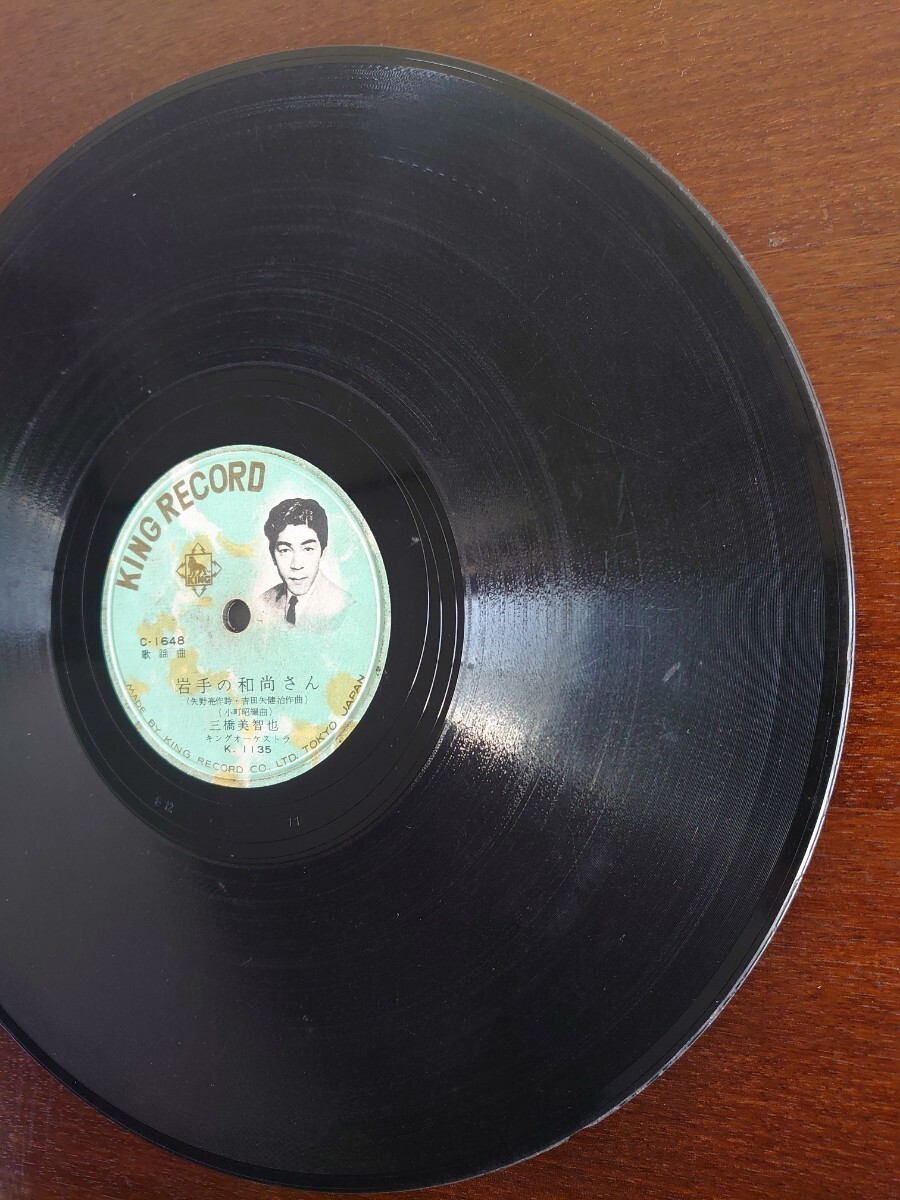 KING RECORD
KING
C-1648
歌謡曲
岩手の和尚さん
(矢野亮作詩・吉田矢健治作曲)
(小町昭編曲)
三橋美智也
キングオーケストラ
K. 1135
MADE BY KING RECORD CO., LTD. TOKYO JAPAN